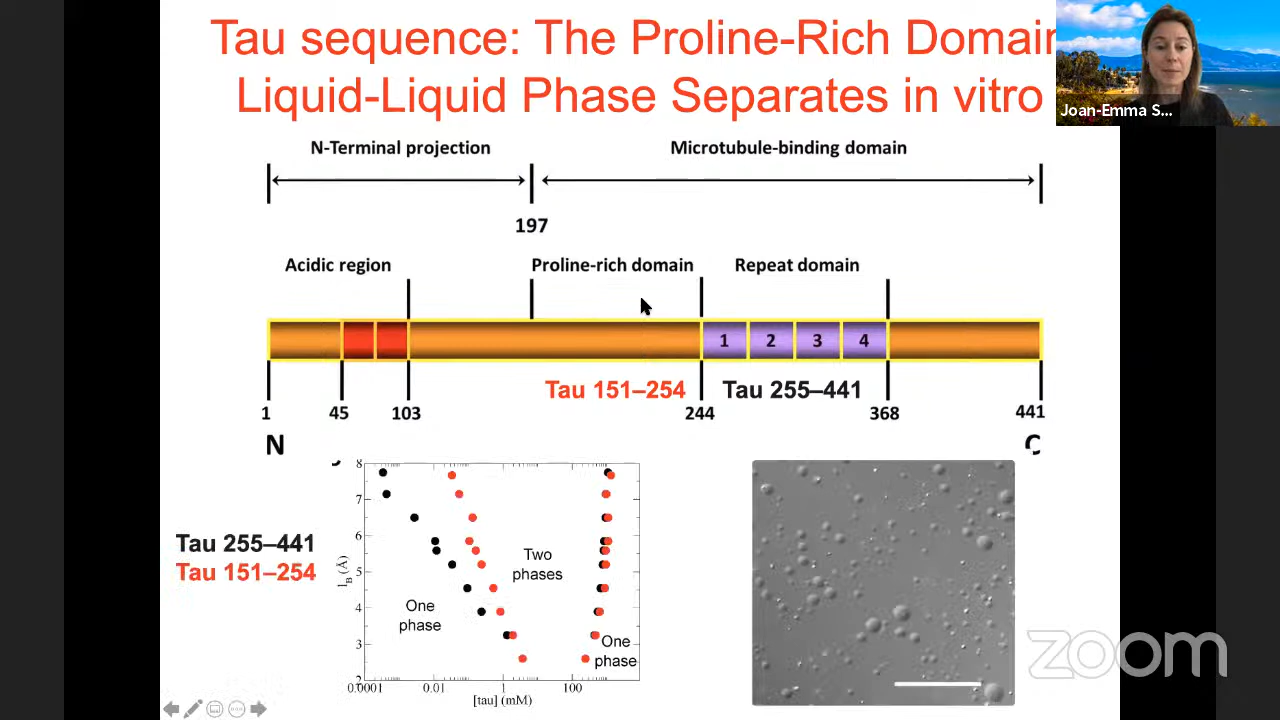 Tau sequence: The Proline-Rich Domain
Liquid-Liquid Phase Separates in vitro
Joan-Emma S...
N-Terminal projection
Microtubule-binding domain
197
Acidic region
Proline-rich domain
Repeat domain
1 2 3 4
Tau 151–254
Tau 255–441
1 45 103 244 368 441
N C
Tau 255–441
Tau 151–254
8
7
6
5
4
3
2
l_B (Å)
One
phase
Two
phases
One
phase
0.0001 0.01 1 100
[tau] (mM)
zoom